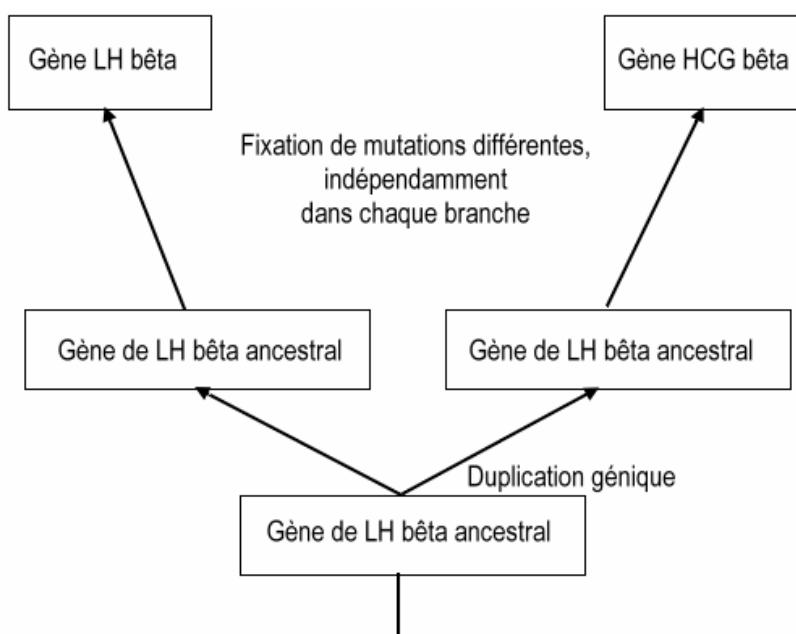 Gène LH bêta
Gène HCG bêta
Fixation de mutations différentes,
indépendamment
dans chaque branche
Gène de LH bêta ancestral
Gène de LH bêta ancestral
Duplication génique
Gène de LH bêta ancestral